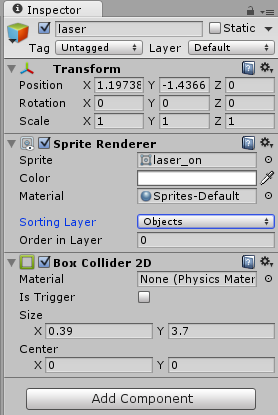 Inspector
laser Static
Tag Untagged Layer Default
Transform
Position X 1.19738 Y -1.4366 Z 0
Rotation X 0 Y 0 Z 0
Scale X 1 Y 1 Z 1
Sprite Renderer
Sprite laser_on
Color
Material Sprites-Default
Sorting Layer Objects
Order in Layer 0
Box Collider 2D
Material None (Physics Mater
Is Trigger
Size
X 0.39 Y 3.7
Center
X 0 Y 0
Add Component